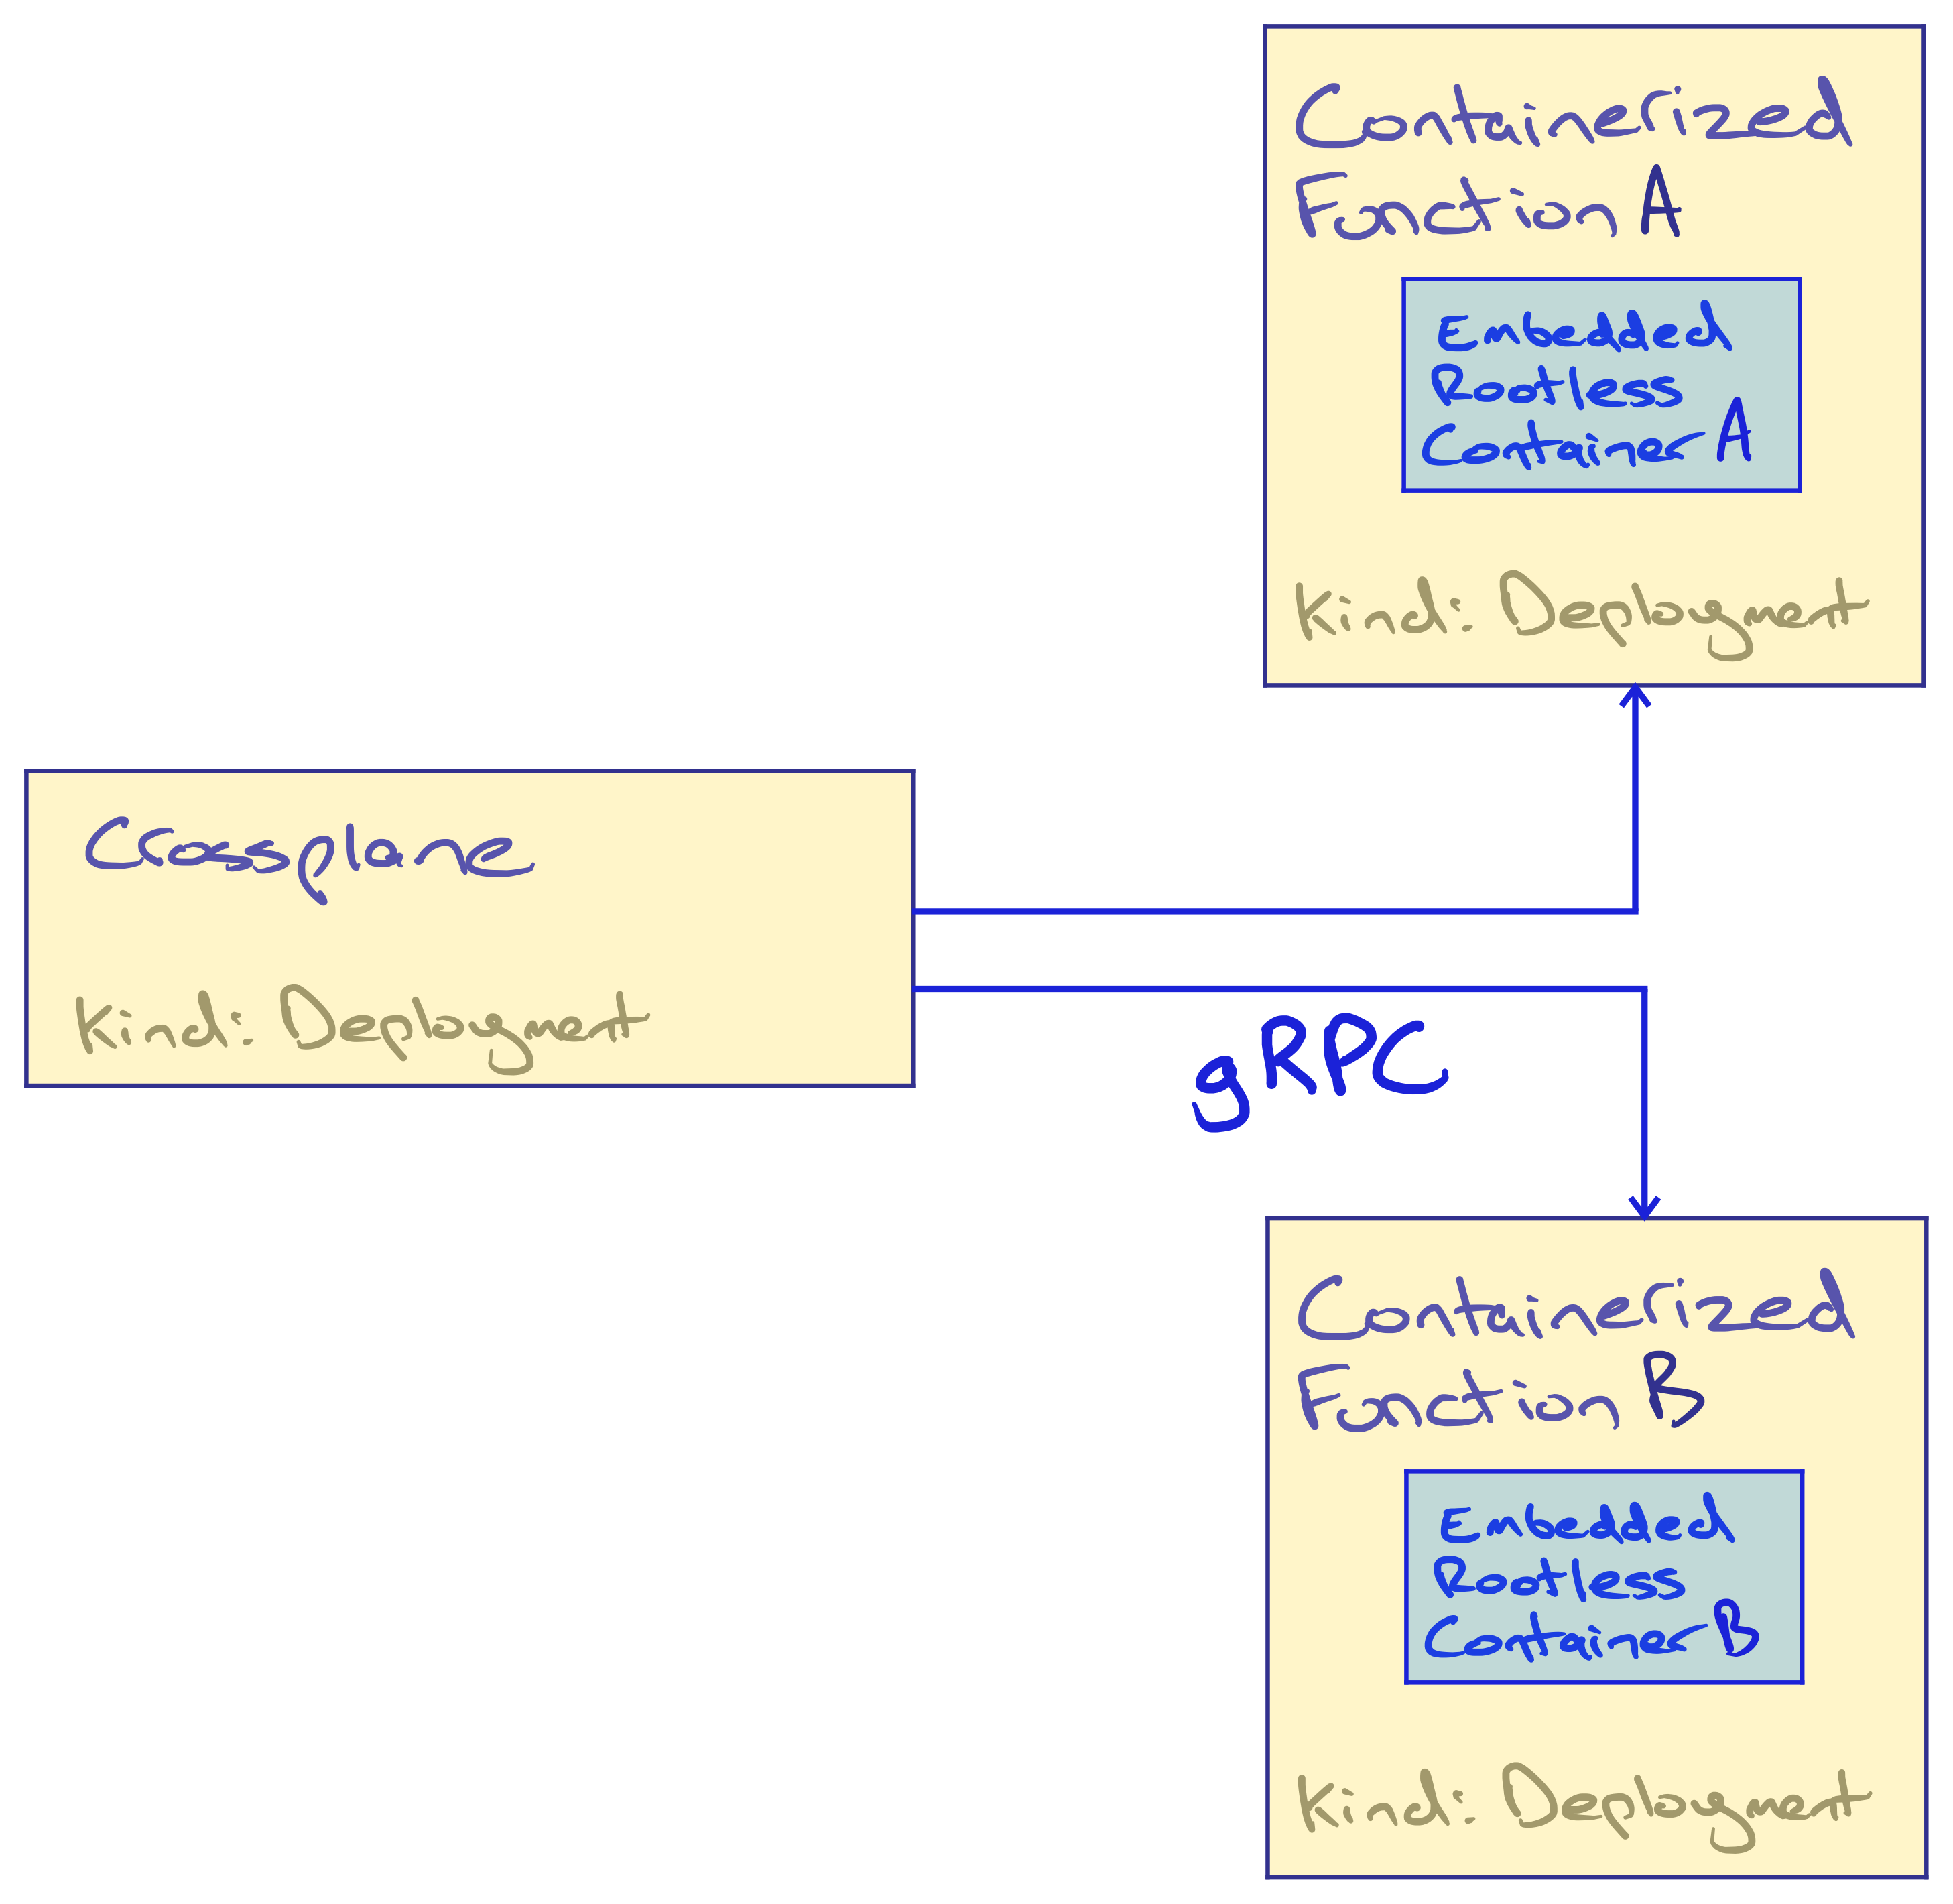 Containerized
Function A
Embedded
Rootless
Container A
Kind: Deployment
Crossplane
Kind: Deployment
gRPC
Containerized
Function B
Embedded
Rootless
Container B
Kind: Deployment